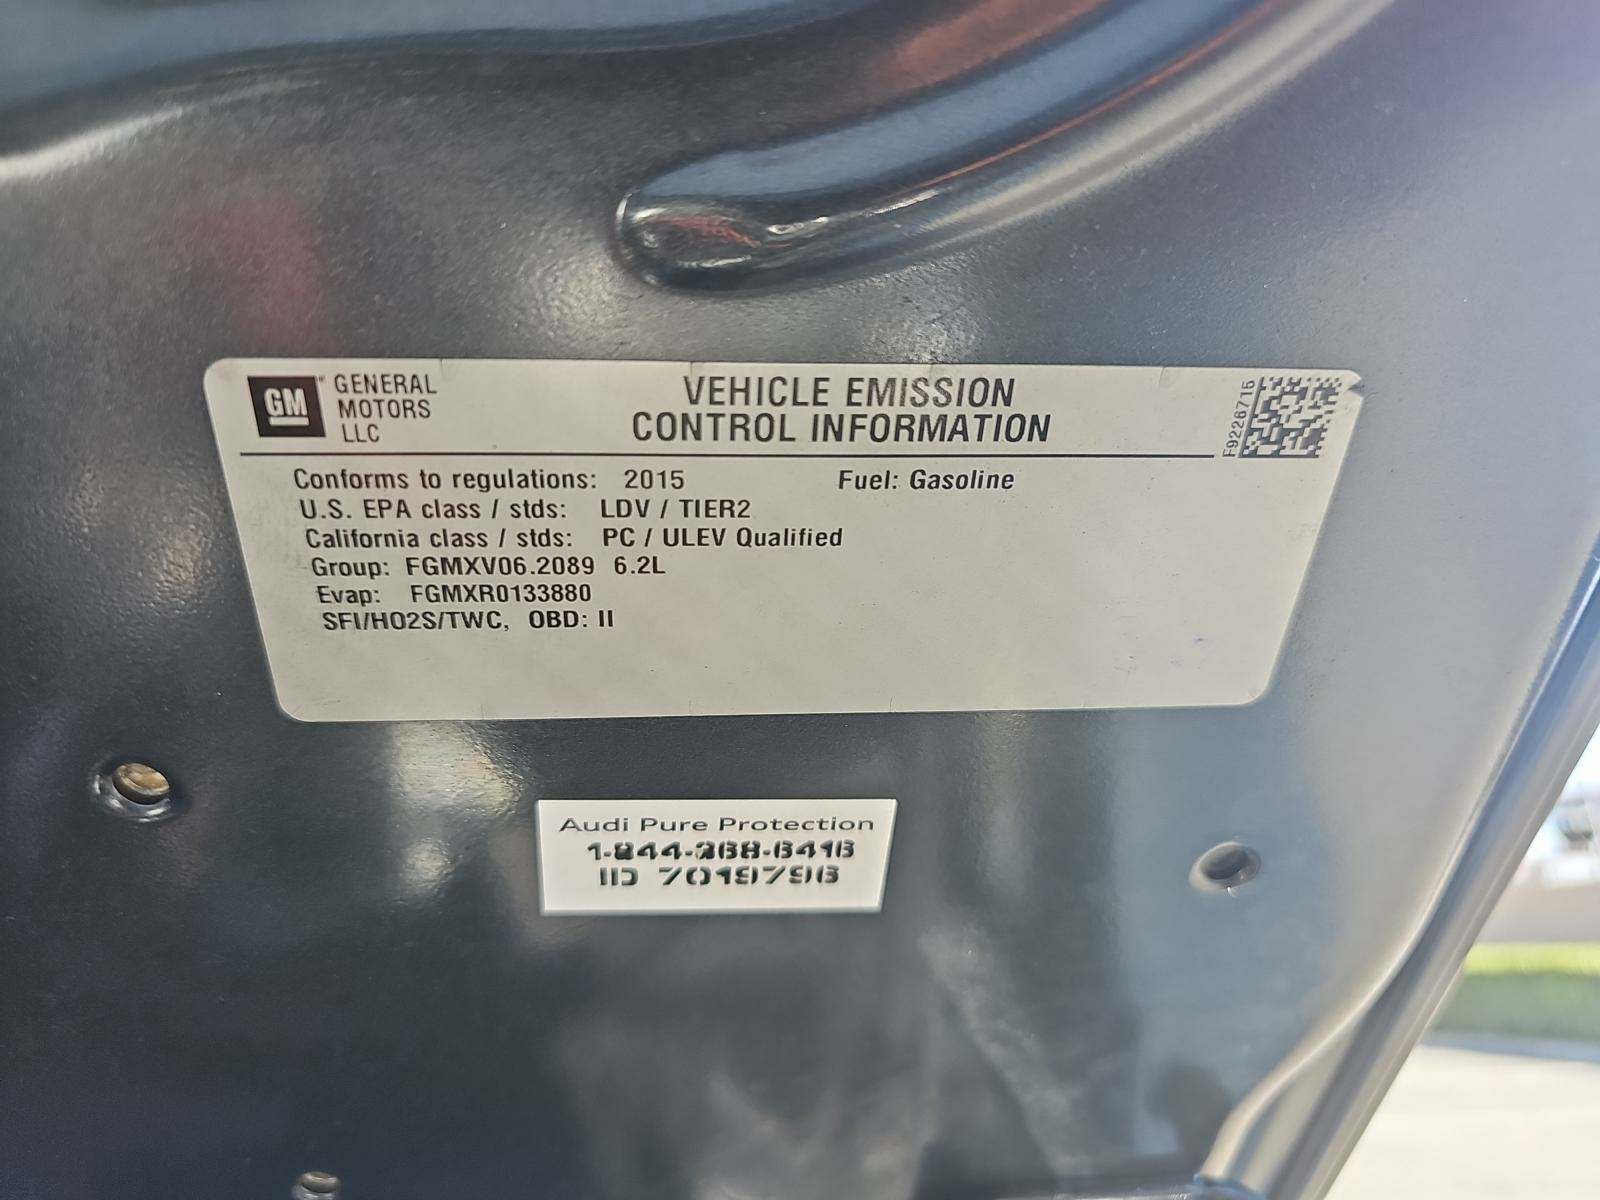 GM GENERAL
MOTORS
LLC
VEHICLE EMISSION
CONTROL INFORMATION
F9226716
Conforms to regulations: 2015 Fuel: Gasoline
U.S. EPA class / stds: LDV / TIER2
California class / stds: PC / ULEV Qualified
Group: FGMXV06.2089 6.2L
Evap: FGMXR0133880
SFI/HO2S/TWC, OBD: II
Audi Pure Protection
1-844-268-6416
ID 7019796